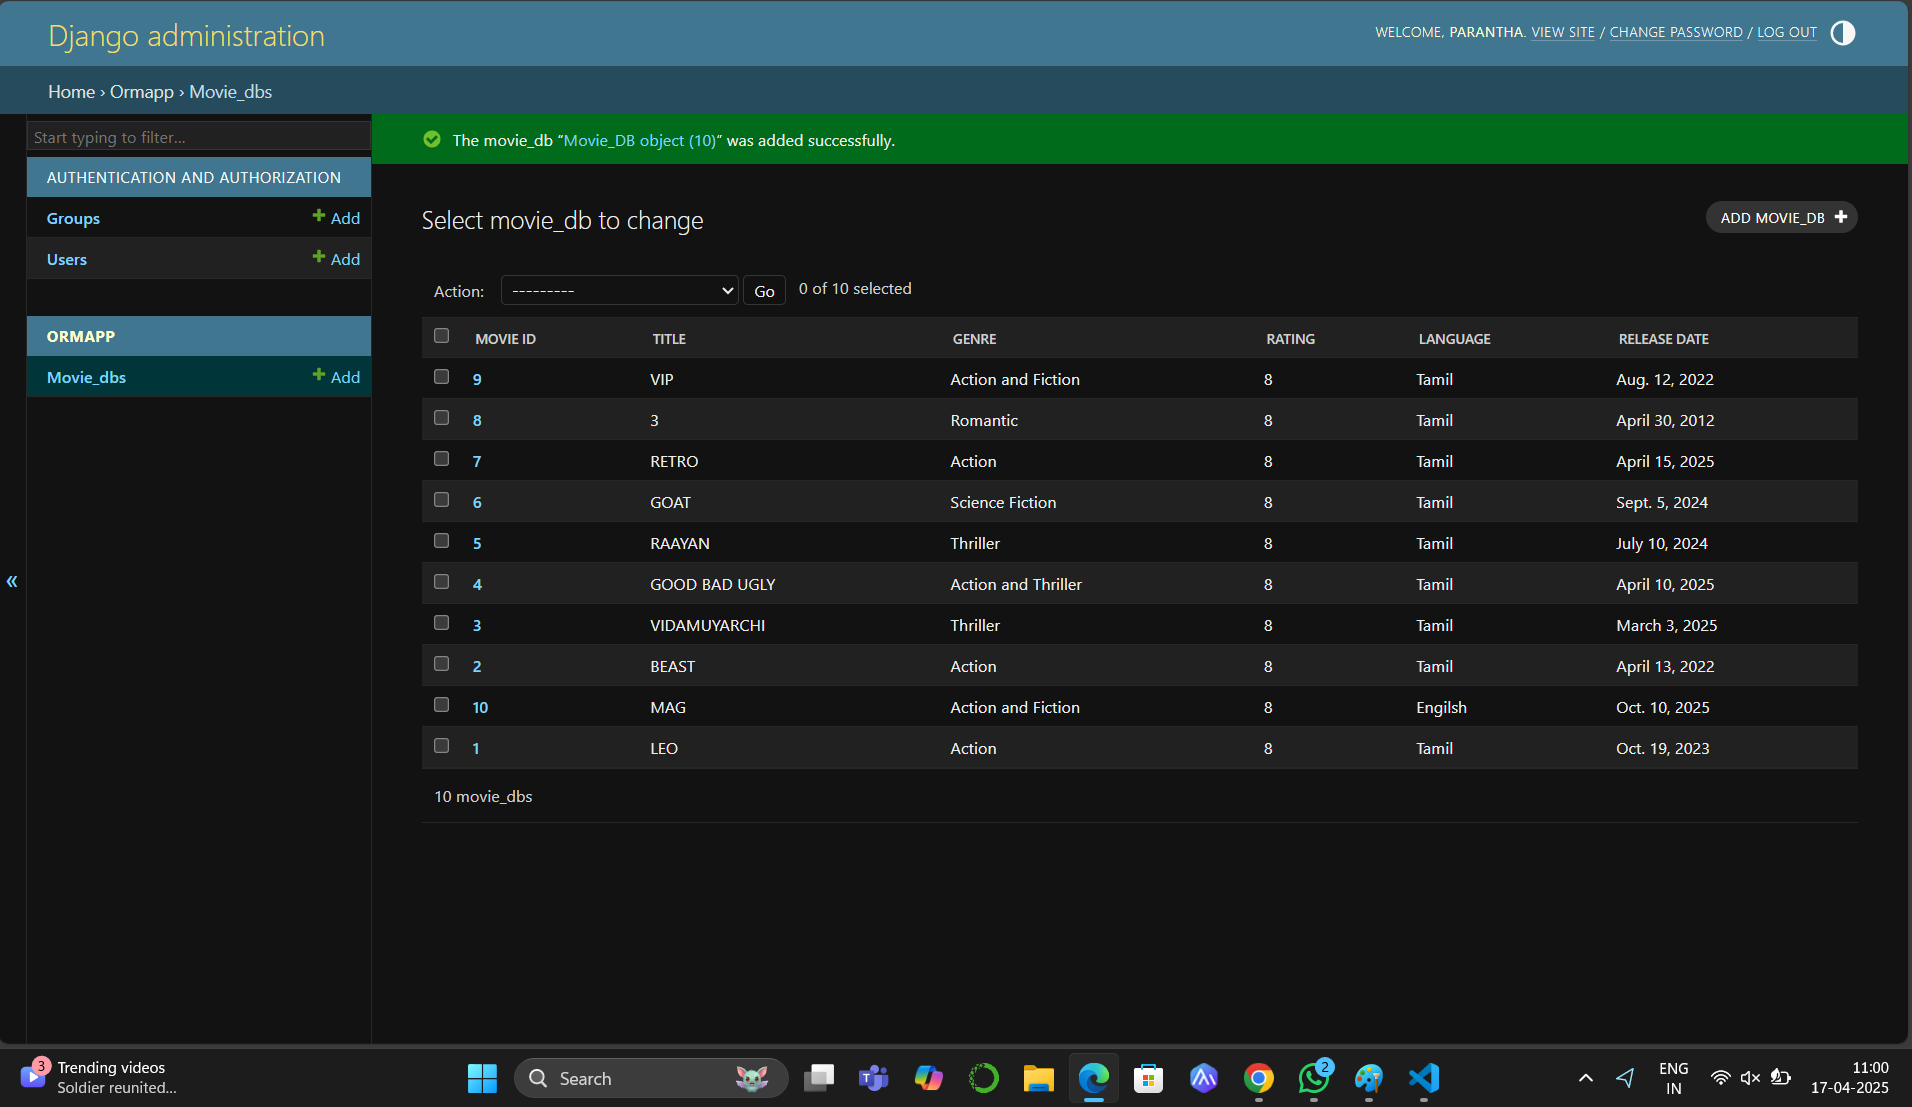 Django administration
WELCOME, PARANTHA. VIEW SITE / CHANGE PASSWORD / LOG OUT
Home › Ormapp › Movie_dbs
Start typing to filter...
AUTHENTICATION AND AUTHORIZATION
Groups + Add
Users + Add
ORMAPP
Movie_dbs + Add
«
The movie_db “Movie_DB object (10)” was added successfully.
Select movie_db to change
ADD MOVIE_DB +
Action: --------- Go 0 of 10 selected
MOVIE ID TITLE GENRE RATING LANGUAGE RELEASE DATE
9 VIP Action and Fiction 8 Tamil Aug. 12, 2022
8 3 Romantic 8 Tamil April 30, 2012
7 RETRO Action 8 Tamil April 15, 2025
6 GOAT Science Fiction 8 Tamil Sept. 5, 2024
5 RAAYAN Thriller 8 Tamil July 10, 2024
4 GOOD BAD UGLY Action and Thriller 8 Tamil April 10, 2025
3 VIDAMUYARCHI Thriller 8 Tamil March 3, 2025
2 BEAST Action 8 Tamil April 13, 2022
10 MAG Action and Fiction 8 Engilsh Oct. 10, 2025
1 LEO Action 8 Tamil Oct. 19, 2023
10 movie_dbs
3
Trending videos
Soldier reunited...
Search
T
2
ENG
IN
11:00
17-04-2025